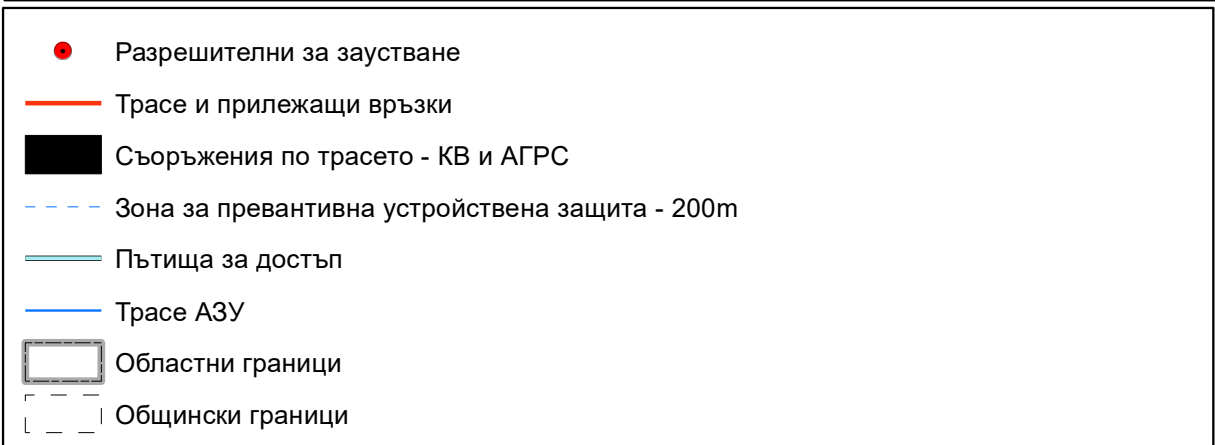 Разрешителни за заустване
Трасе и прилежащи връзки
Съоръжения по трасето - КВ и АГРС
Зона за превантивна устройствена защита - 200m
Пътища за достъп
Трасе АЗУ
Областни граници
Общински граници